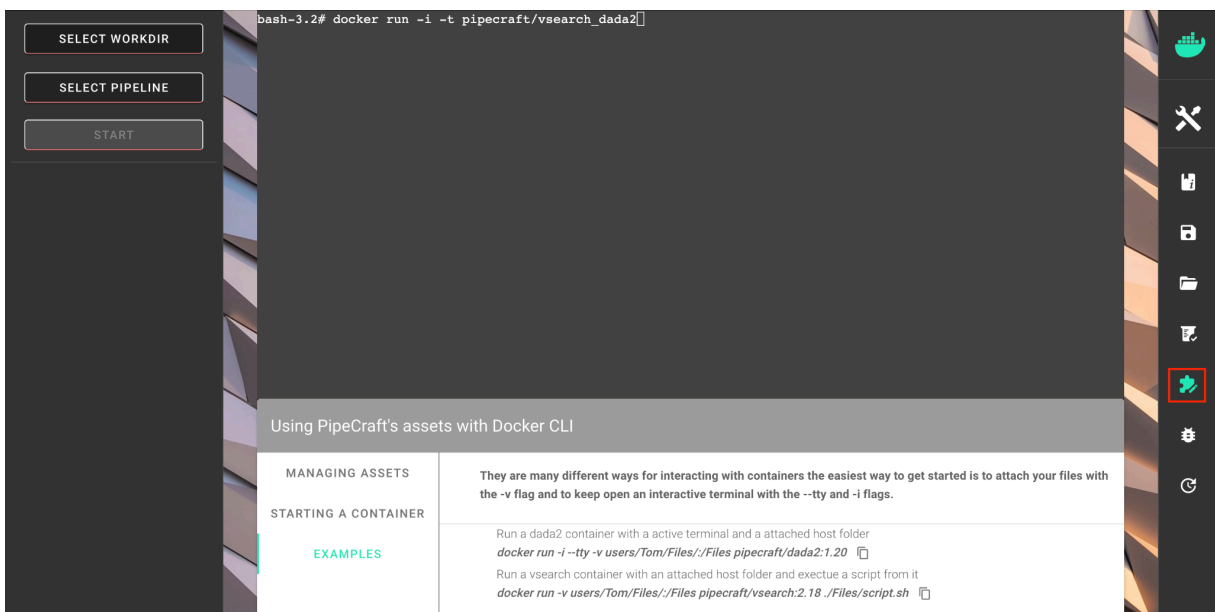 SELECT WORKDIR
SELECT PIPELINE
START
bash-3.2# docker run -i -t pipecraft/vsearch_dada2
Using PipeCraft's assets with Docker CLI
MANAGING ASSETS
STARTING A CONTAINER
EXAMPLES
They are many different ways for interacting with containers the easiest way to get started is to attach your files with
the -v flag and to keep open an interactive terminal with the --tty and -i flags.
Run a dada2 container with a active terminal and a attached host folder
docker run -i --tty -v users/Tom/Files/:/Files pipecraft/dada2:1.20
Run a vsearch container with an attached host folder and exectue a script from it
docker run -v users/Tom/Files/:/Files pipecraft/vsearch:2.18 ./Files/script.sh